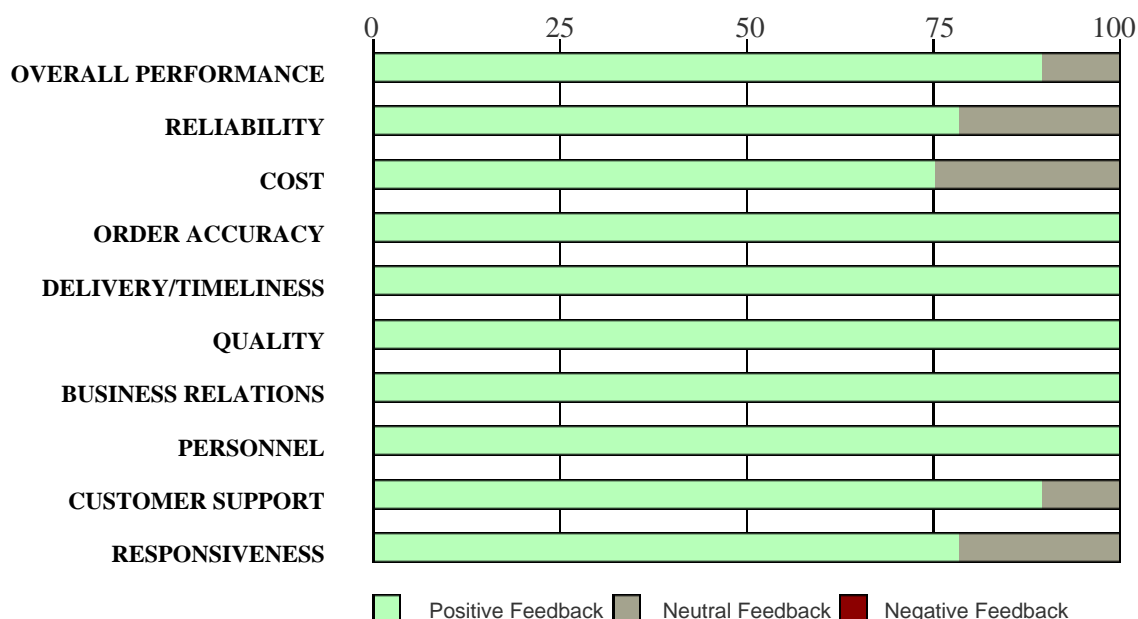 0 25 50 75 100
OVERALL PERFORMANCE
RELIABILITY
COST
ORDER ACCURACY
DELIVERY/TIMELINESS
QUALITY
BUSINESS RELATIONS
PERSONNEL
CUSTOMER SUPPORT
RESPONSIVENESS
Positive Feedback Neutral Feedback Negative Feedback